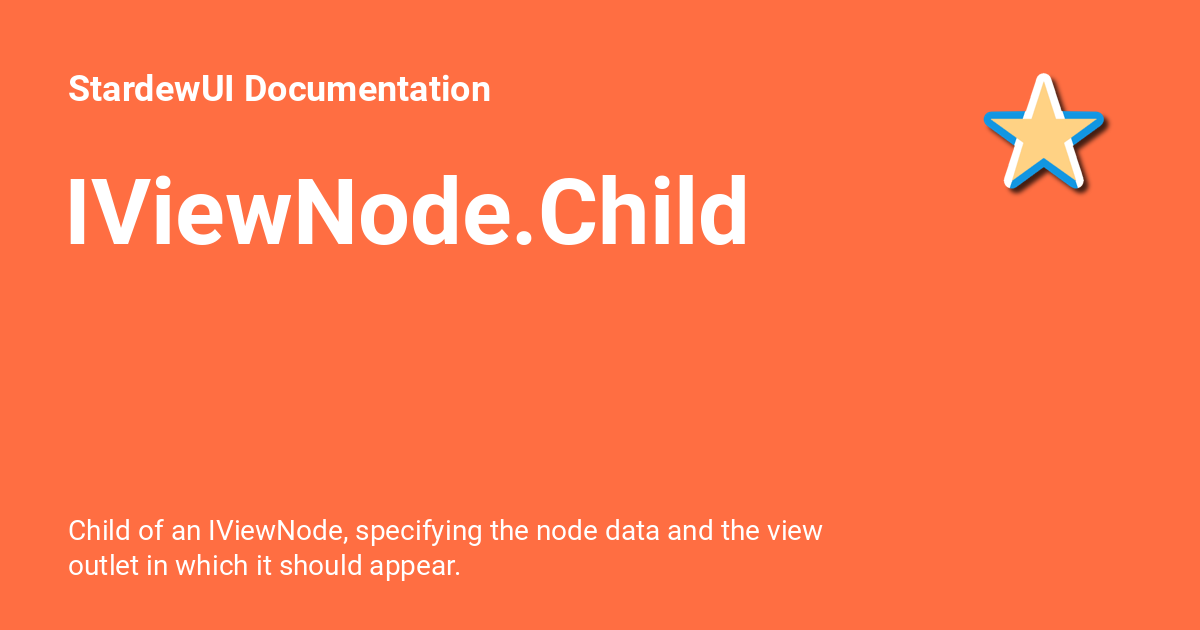 StardewUI Documentation
IViewNode.Child
Child of an IViewNode, specifying the node data and the view
outlet in which it should appear.